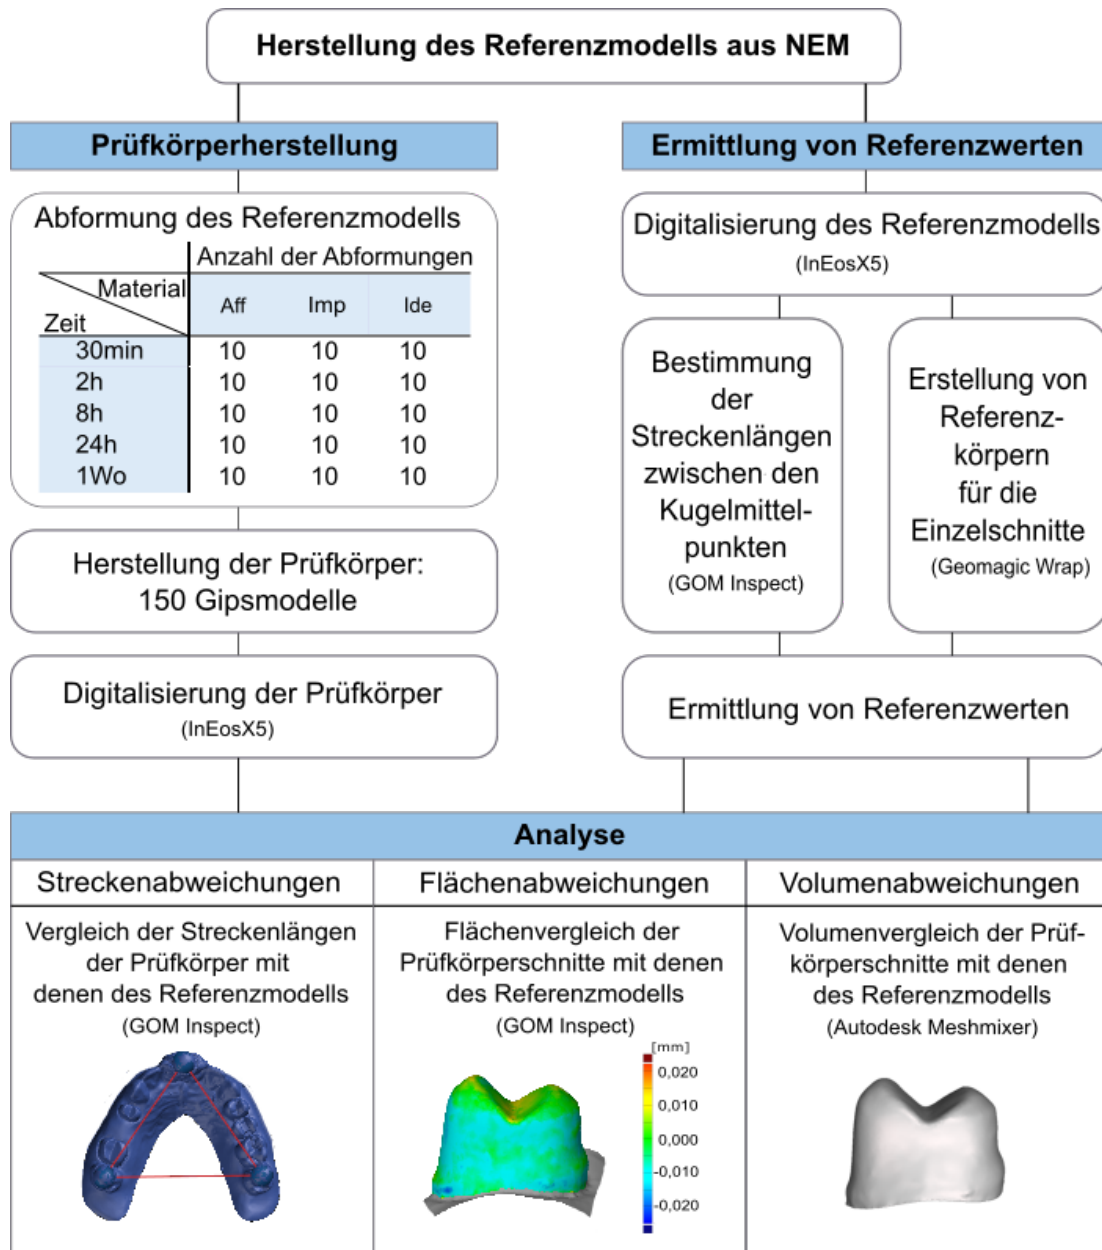 Herstellung des Referenzmodells aus NEM
Prüfkörperherstellung
Abformung des Referenzmodells
Anzahl der Abformungen
Material
Zeit
Aff Imp Ide
30min 10 10 10
2h 10 10 10
8h 10 10 10
24h 10 10 10
1Wo 10 10 10
Herstellung der Prüfkörper:
150 Gipsmodelle
Digitalisierung der Prüfkörper
(InEosX5)
Ermittlung von Referenzwerten
Digitalisierung des Referenzmodells
(InEosX5)
Bestimmung
der
Streckenlängen
zwischen den
Kugelmittel-
punkten
(GOM Inspect)
Erstellung von
Referenz-
körpern
für die
Einzelschnitte
(Geomagic Wrap)
Ermittlung von Referenzwerten
Analyse
Streckenabweichungen
Vergleich der Streckenlängen
der Prüfkörper mit
denen des Referenzmodells
(GOM Inspect)
Flächenabweichungen
Flächenvergleich der
Prüfkörperschnitte mit denen
des Referenzmodells
(GOM Inspect)
[mm]
0,020
0,010
0,000
-0,010
-0,020
Volumenabweichungen
Volumenvergleich der Prüf-
körperschnitte mit denen
des Referenzmodells
(Autodesk Meshmixer)